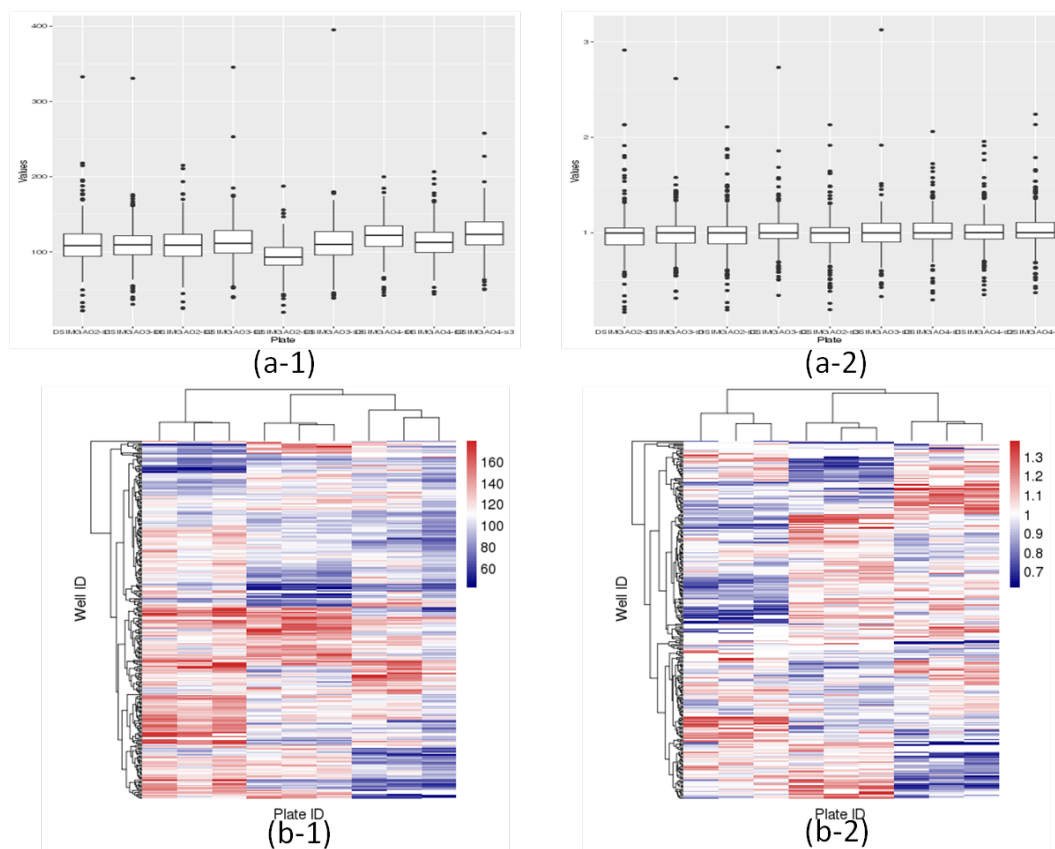 400
300
200
100
Values
Plate
(a-1)
3
2
1
Values
Plate
(a-2)
160
140
120
100
80
60
Well ID
Plate ID
(b-1)
1.3
1.2
1.1
1
0.9
0.8
0.7
Well ID
Plate ID
(b-2)